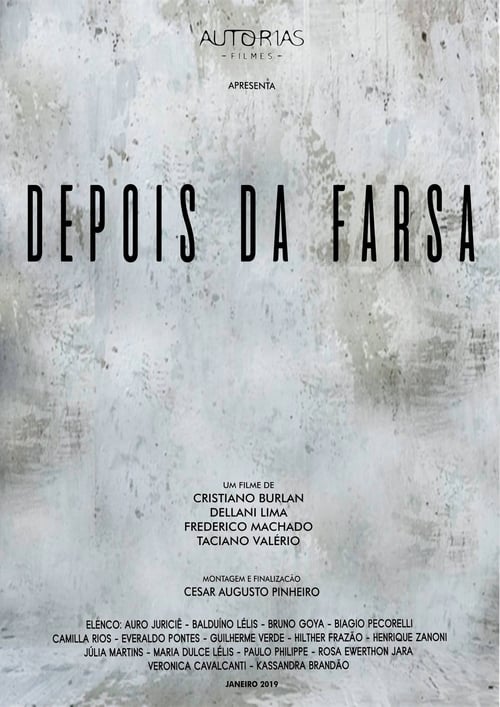 AUTORIAS
- FILMES -
APRESENTA
DEPOIS DA FARSA
UM FILME DE
CRISTIANO BURLAN
DELLANI LIMA
FREDERICO MACHADO
TACIANO VALÉRIO
MONTAGEM E FINALIZACÃO
CESAR AUGUSTO PINHEIRO
ELENCO: AURO JURICIÊ - BALDUÍNO LÉLIS - BRUNO GOYA - BIAGIO PECORELLI
CAMILLA RIOS - EVERALDO PONTES - GUILHERME VERDE - HILTHER FRAZÃO - HENRIQUE ZANONI
JÚLIA MARTINS - MARIA DULCE LÉLIS - PAULO PHILIPPE - ROSA EWERTHON JARA
VERONICA CAVALCANTI - KASSANDRA BRANDÃO
JANEIRO 2019